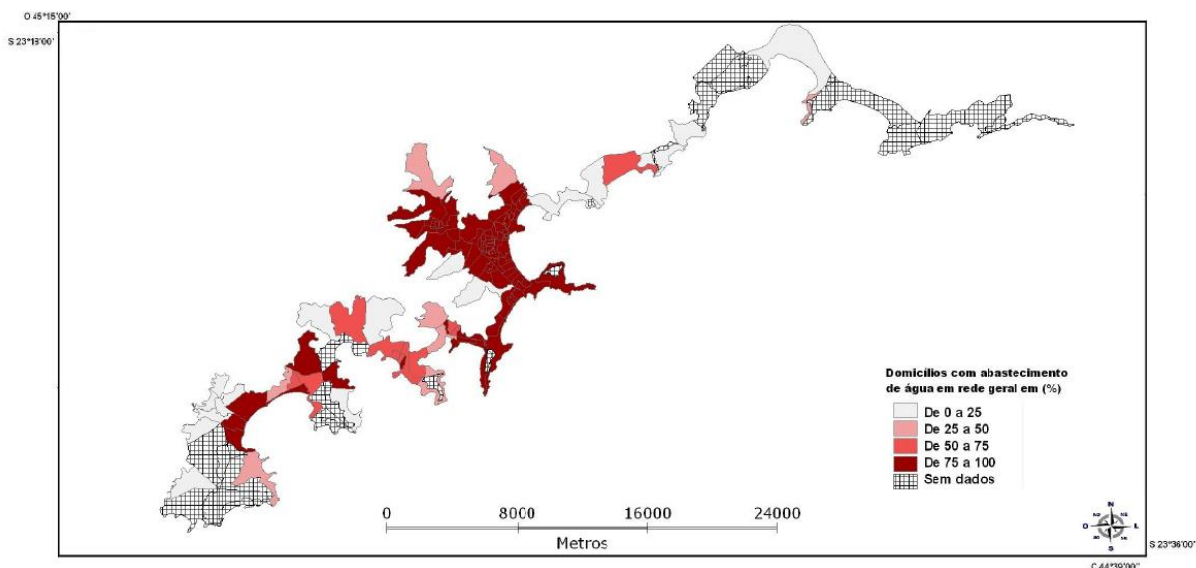 O 45°15'00'
S 23°18'00'
Domicílios com abastecimento
de água em rede geral em (%)
De 0 a 25
De 25 a 50
De 50 a 75
De 75 a 100
Sem dados
0 8000 16000 24000
Metros
N
O L
S
S 23°36'00'